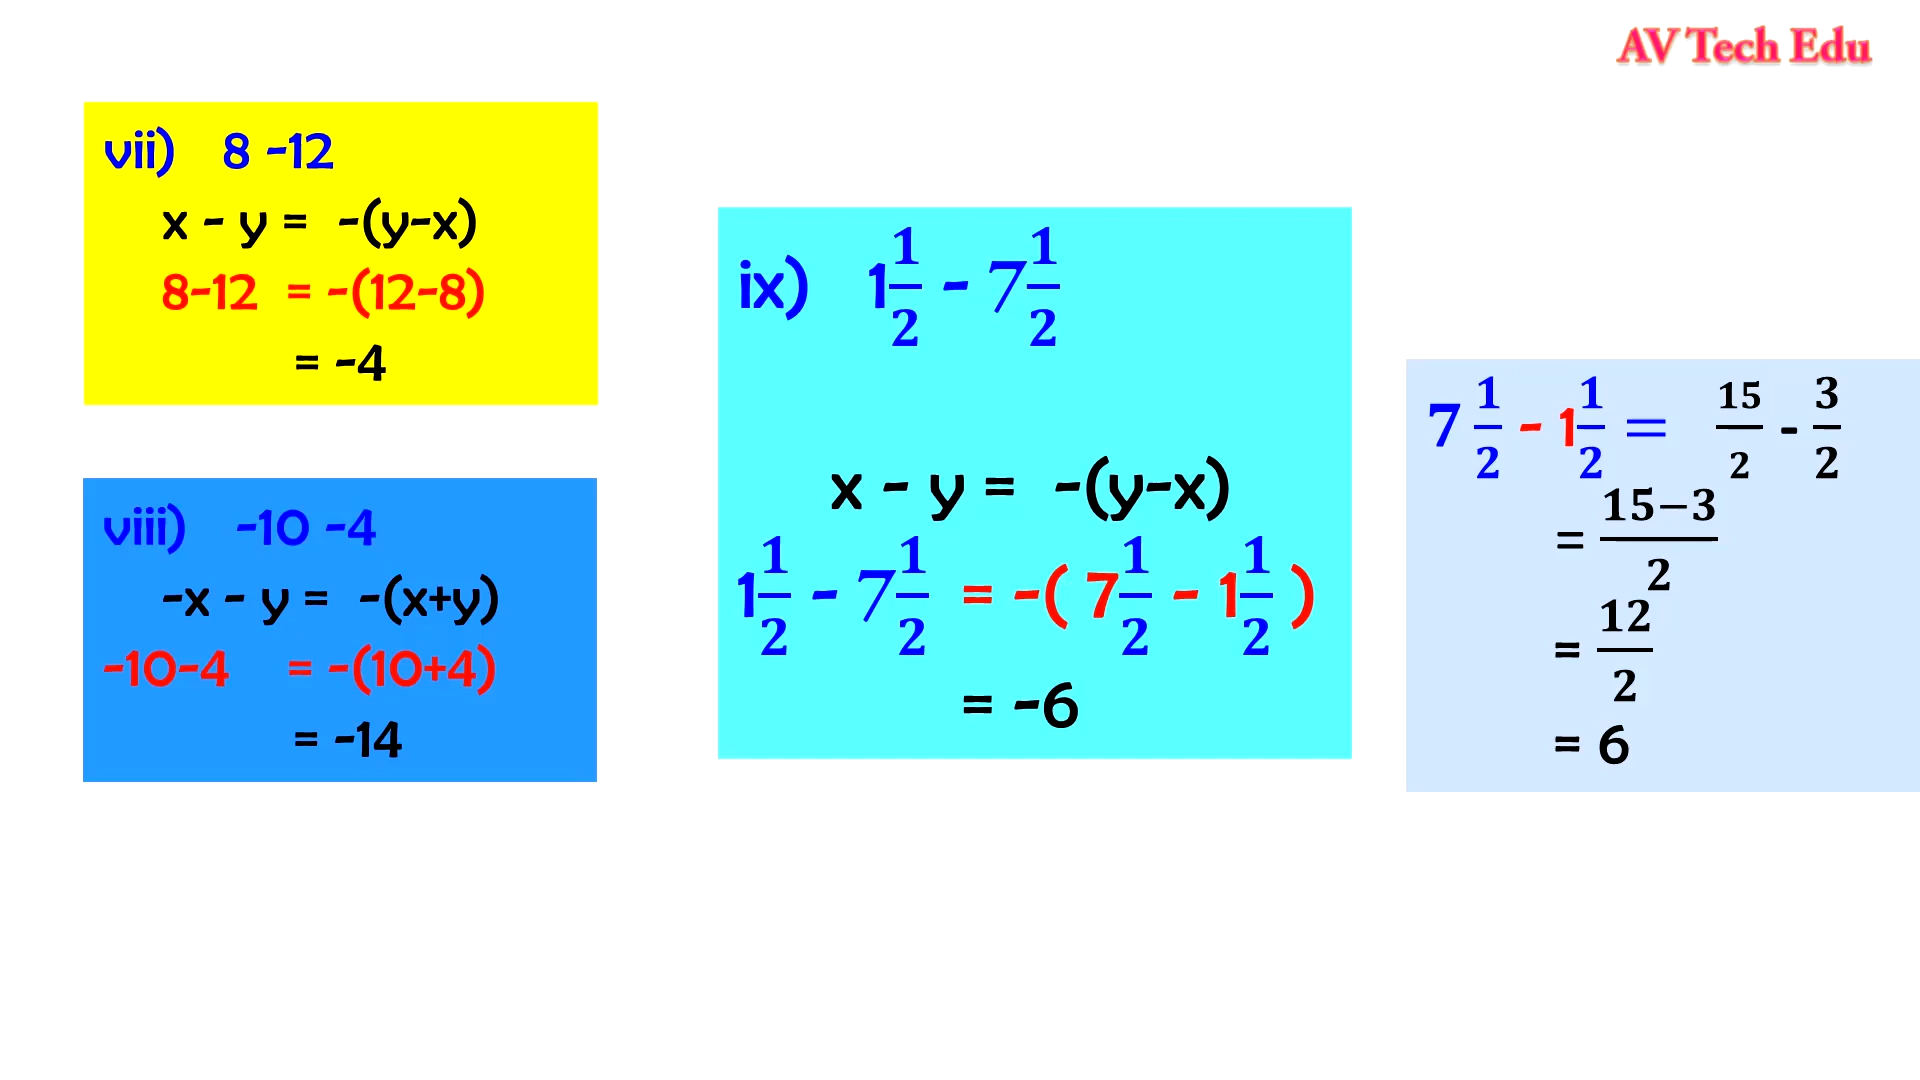 AV Tech Edu
vii) 8 -12
x - y = -(y-x)
8-12 = -(12-8)
= -4
viii) -10 -4
-x - y = -(x+y)
-10-4 = -(10+4)
= -14
ix) 1 1/2 - 7 1/2
x - y = -(y-x)
1 1/2 - 7 1/2 = -( 7 1/2 - 1 1/2 )
= -6
7 1/2 - 1 1/2 = 15/2 - 3/2
= 15−3/2
= 12/2
= 6